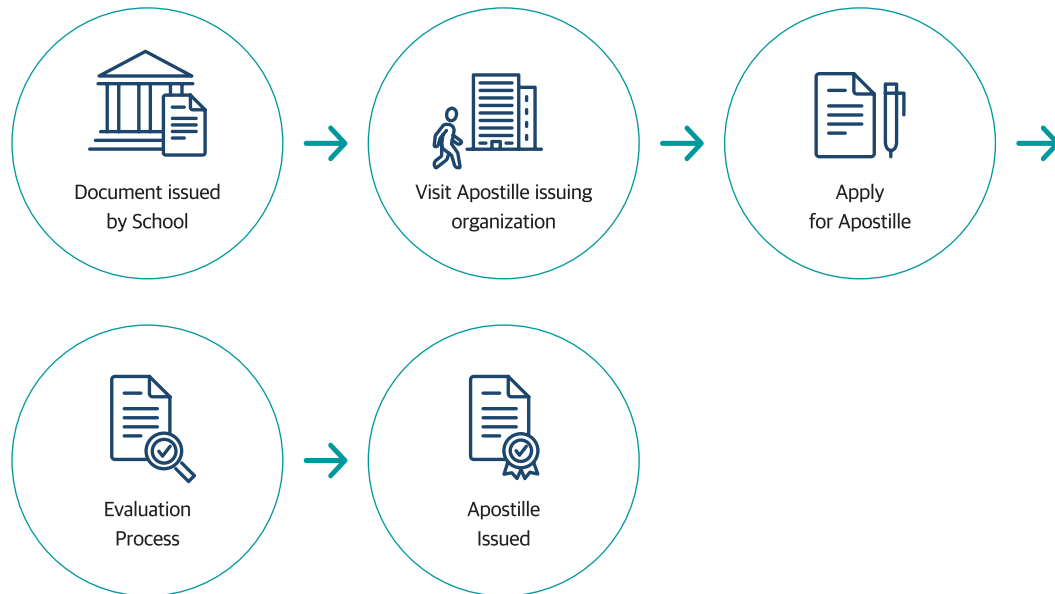 Document issued
by School
Visit Apostille issuing
organization
Apply
for Apostille
Evaluation
Process
Apostille
Issued